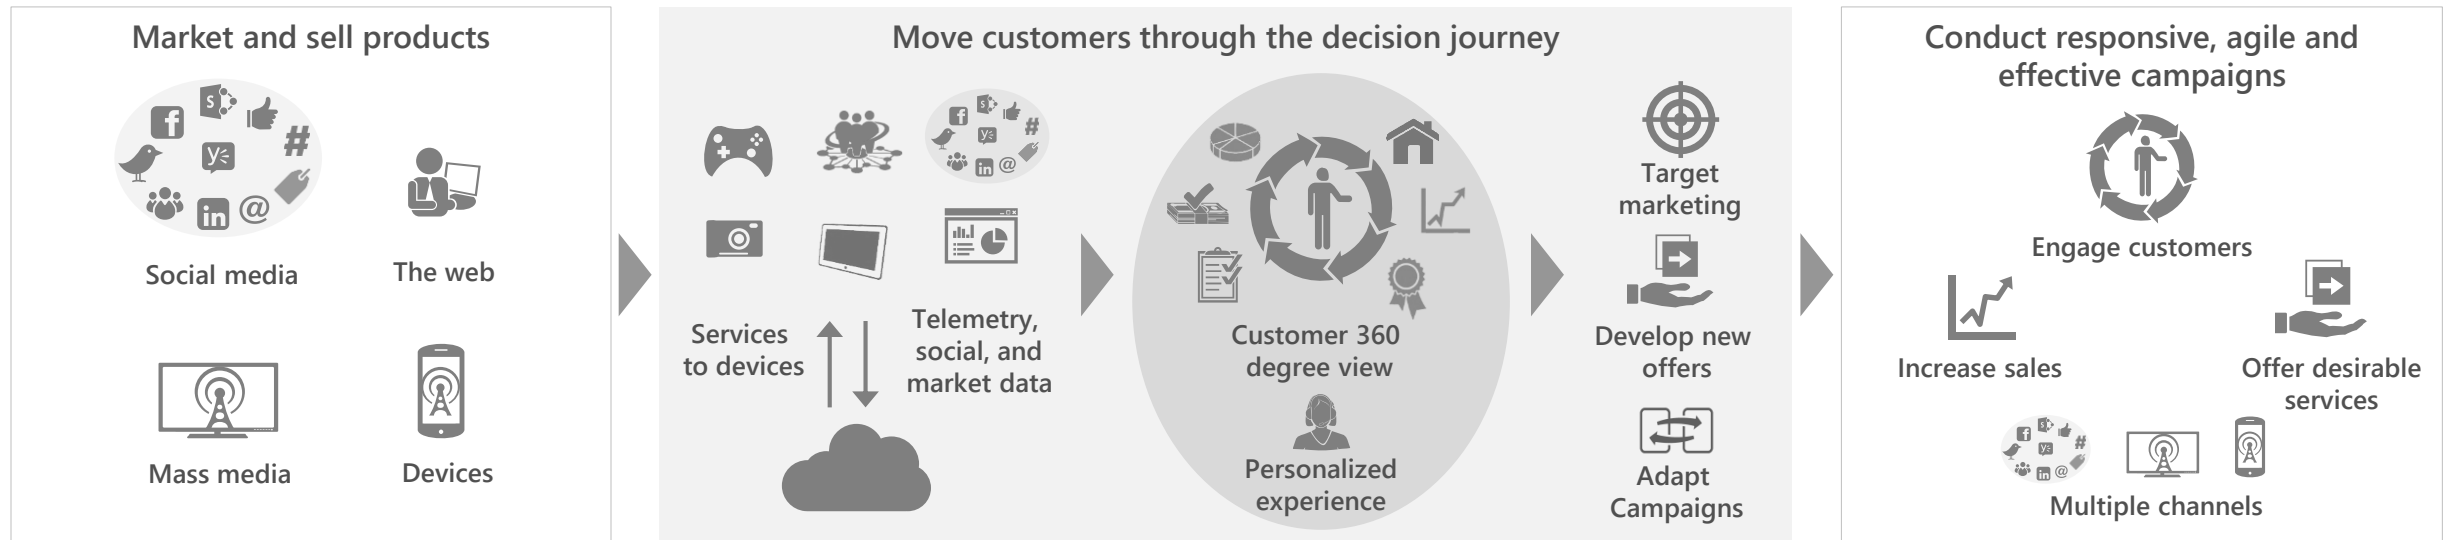 Market and sell products
Social media
The web
Mass media
Devices
Move customers through the decision journey
Services
to devices
Telemetry,
social, and
market data
Customer 360
degree view
Personalized
experience
Target
marketing
Develop new
offers
Adapt
Campaigns
Conduct responsive, agile and
effective campaigns
Engage customers
Increase sales
Offer desirable
services
Multiple channels